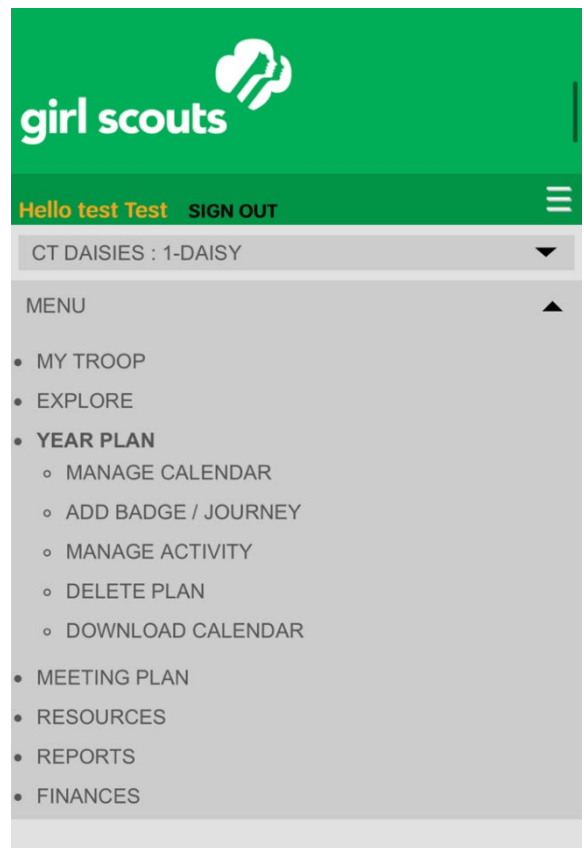 girl scouts
Hello test Test SIGN OUT
CT DAISIES : 1-DAISY
MENU
MY TROOP
EXPLORE
YEAR PLAN
MANAGE CALENDAR
ADD BADGE / JOURNEY
MANAGE ACTIVITY
DELETE PLAN
DOWNLOAD CALENDAR
MEETING PLAN
RESOURCES
REPORTS
FINANCES